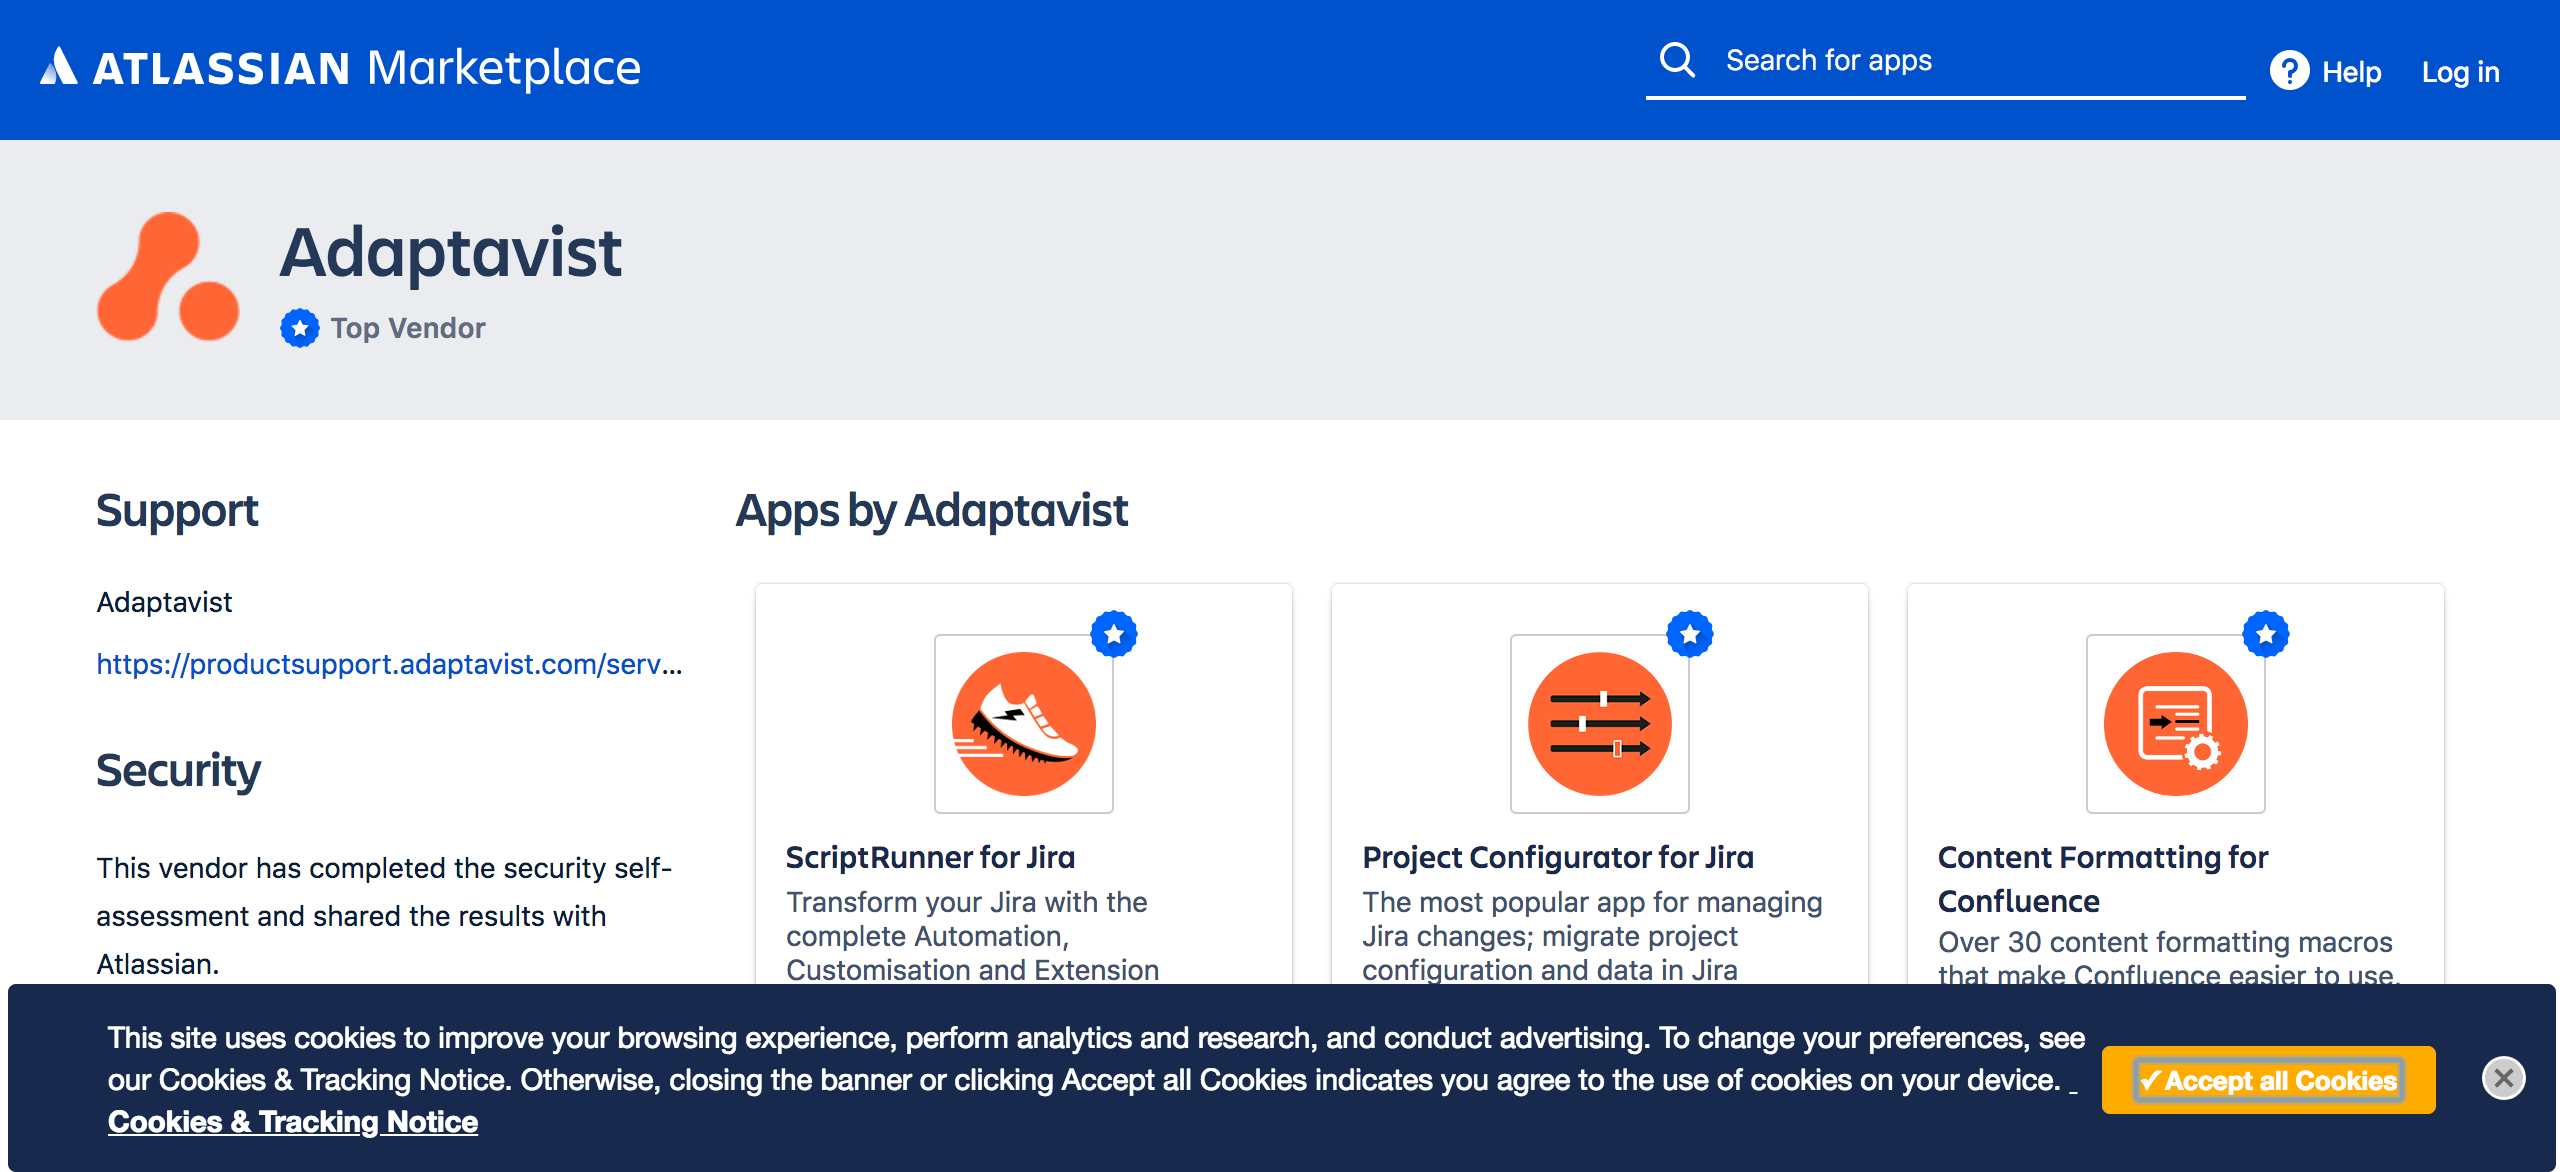 ATLASSIAN Marketplace
Search for apps
Help
Log in
Adaptavist
Top Vendor
Support
Adaptavist
https://productsupport.adaptavist.com/serv...
Security
This vendor has completed the security self-
assessment and shared the results with
Atlassian.
Apps by Adaptavist
ScriptRunner for Jira
Transform your Jira with the
complete Automation,
Customisation and Extension
Project Configurator for Jira
The most popular app for managing
Jira changes; migrate project
configuration and data in Jira
Content Formatting for
Confluence
Over 30 content formatting macros
that make Confluence easier to use.
This site uses cookies to improve your browsing experience, perform analytics and research, and conduct advertising. To change your preferences, see
our Cookies & Tracking Notice. Otherwise, closing the banner or clicking Accept all Cookies indicates you agree to the use of cookies on your device.
Cookies & Tracking Notice
✓Accept all Cookies